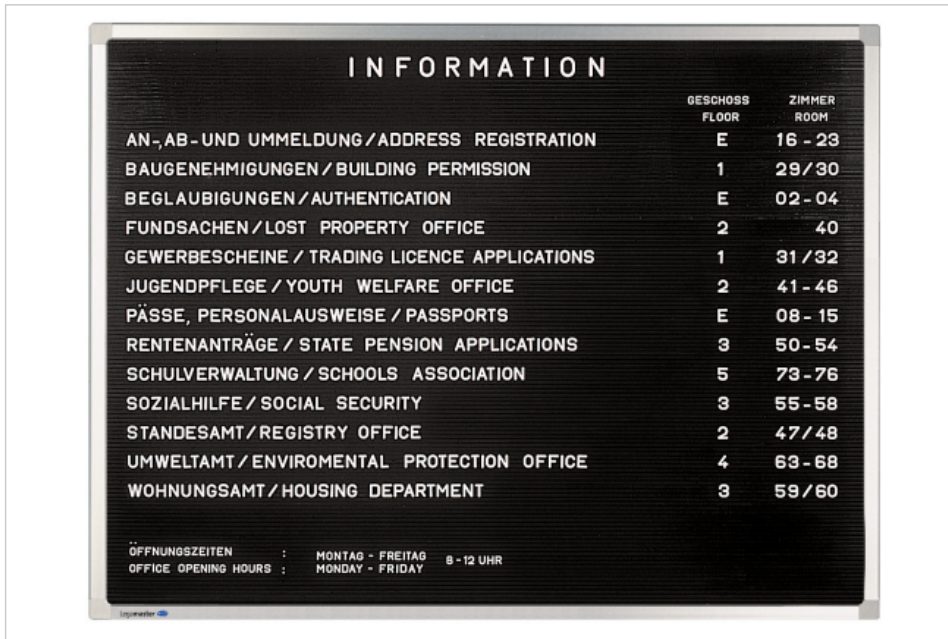 INFORMATION
GESCHOSS ZIMMER
FLOOR ROOM
AN-,AB-UND UMMELDUNG/ADDRESS REGISTRATION E 16-23
BAUGENEHMIGUNGEN/BUILDING PERMISSION 1 29/30
BEGLAUBIGUNGEN/AUTHENTICATION E 02-04
FUNDSACHEN/LOST PROPERTY OFFICE 2 40
GEWERBESCHEINE/TRADING LICENCE APPLICATIONS 1 31/32
JUGENDPFLEGE/YOUTH WELFARE OFFICE 2 41-46
PÄSSE, PERSONALAUSWEISE/PASSPORTS E 08-15
RENTENANTRÄGE/STATE PENSION APPLICATIONS 3 50-54
SCHULVERWALTUNG/SCHOOLS ASSOCIATION 5 73-76
SOZIALHILFE/SOCIAL SECURITY 3 55-58
STANDESAMT/REGISTRY OFFICE 2 47/48
UMWELTAMT/ENVIROMENTAL PROTECTION OFFICE 4 63-68
WOHNUNGSAMT/HOUSING DEPARTMENT 3 59/60
ÖFFNUNGSZEITEN : MONTAG - FREITAG 8-12 UHR
OFFICE OPENING HOURS : MONDAY - FRIDAY
Legamaster